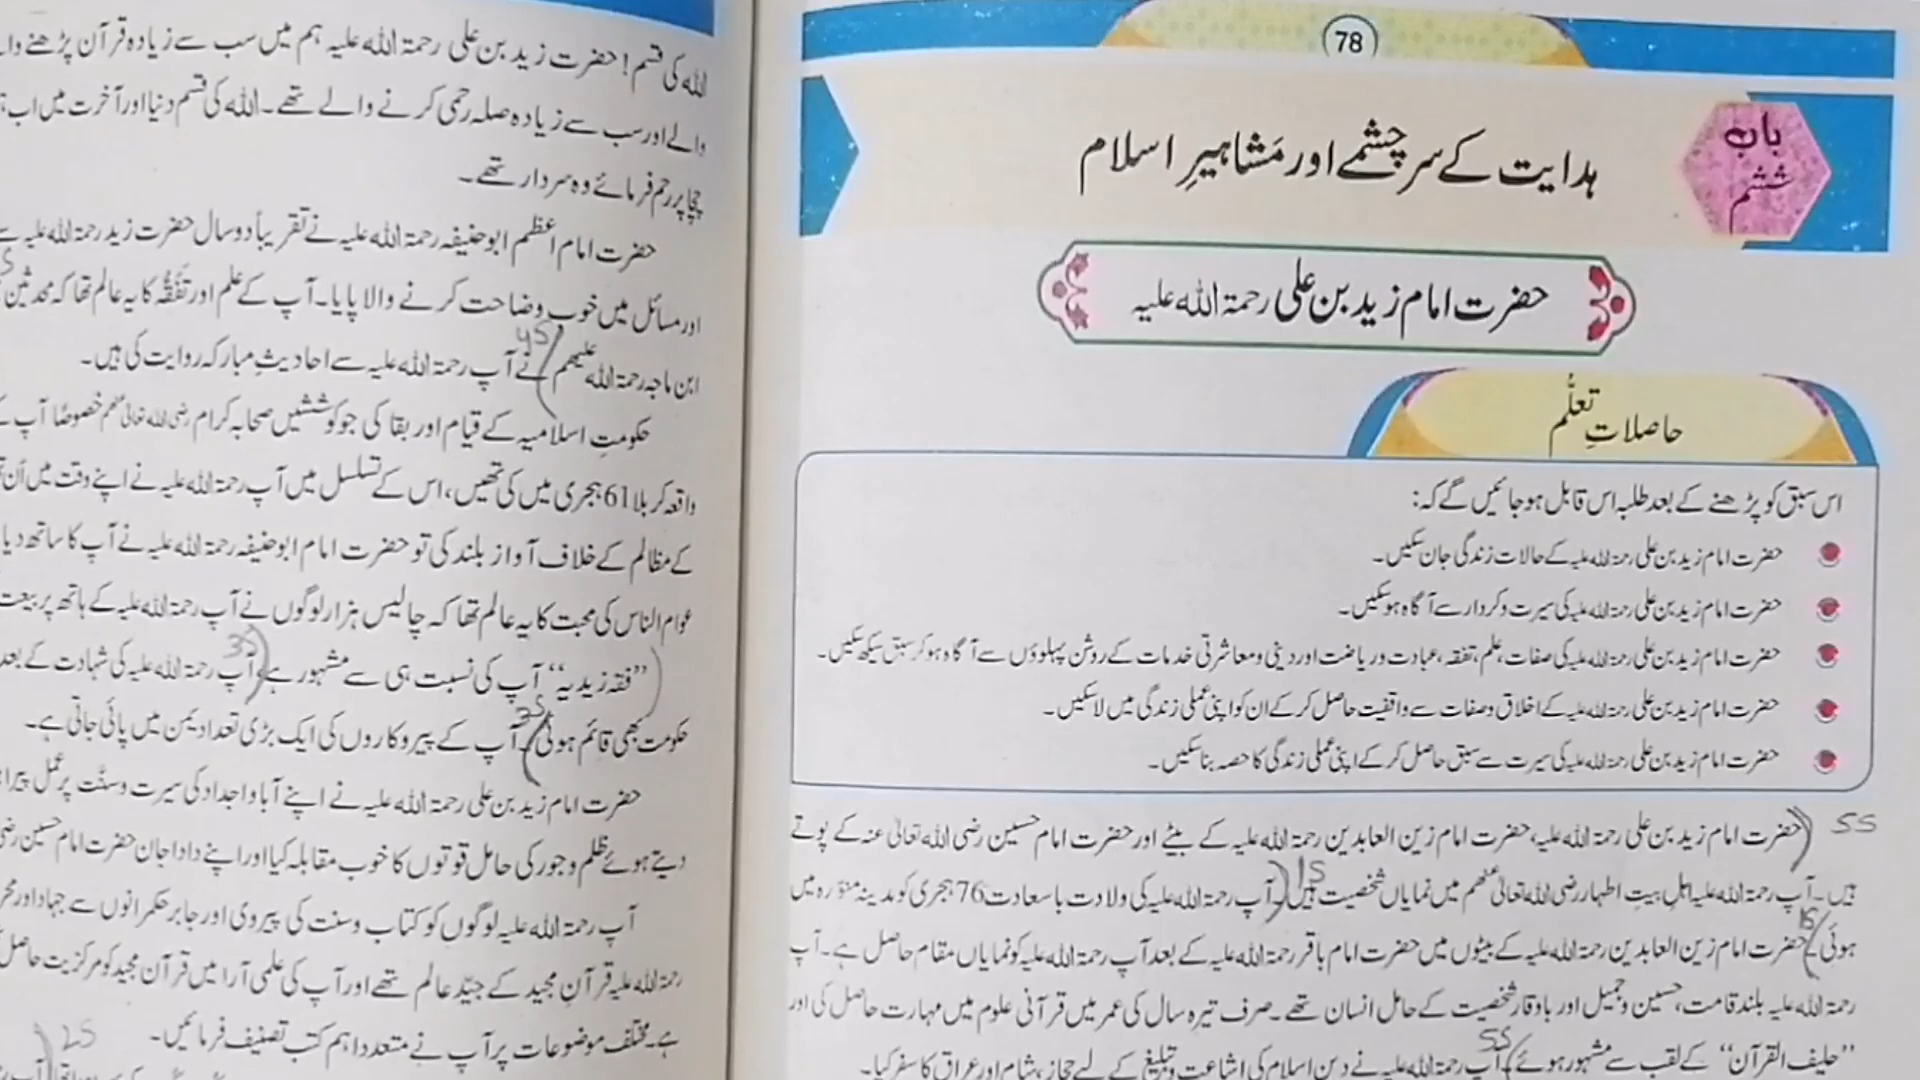 78
باب
ششم
ہدایت کے سرچشمے اور مَشاہیرِ اسلام
حضرت امام زید بن علی رحمۃ اللہ علیہ
حاصلاتِ تعلُّم
اس سبق کو پڑھنے کے بعد طلبہ اس قابل ہو جائیں گے کہ:
حضرت امام زید بن علی رحمۃ اللہ علیہ کے حالات زندگی جان سکیں۔
حضرت امام زید بن علی رحمۃ اللہ علیہ کی سیرت و کردار سے آگاہ ہو سکیں۔
حضرت امام زید بن علی رحمۃ اللہ علیہ کی صفات، علم، تفقہ، عبادت و ریاضت اور دینی و معاشرتی خدمات کے روشن پہلوؤں سے آگاہ ہو کر سبق سیکھ سکیں۔
حضرت امام زید بن علی رحمۃ اللہ علیہ کے اخلاق و صفات سے واقفیت حاصل کر کے ان کو اپنی عملی زندگی میں لا سکیں۔
حضرت امام زید بن علی رحمۃ اللہ علیہ کی سیرت سے سبق حاصل کر کے اپنی عملی زندگی کا حصہ بنا سکیں۔
حضرت امام زید بن علی رحمۃ اللہ علیہ، حضرت امام زین العابدین رحمۃ اللہ علیہ کے بیٹے اور حضرت امام حسین رضی اللہ تعالیٰ عنہ کے پوتے SS
ہیں۔ آپ رحمۃ اللہ علیہ اہلِ بیتِ اطہار رضی اللہ تعالیٰ عنھم میں نمایاں شخصیت ہیں۔ 1S آپ رحمۃ اللہ علیہ کی ولادت باسعادت 76 ہجری کو مدینہ منوّرہ میں
ہوئی۔ 1S حضرت امام زین العابدین رحمۃ اللہ علیہ کے بیٹوں میں حضرت امام باقر رحمۃ اللہ علیہ کے بعد آپ رحمۃ اللہ علیہ کو نمایاں مقام حاصل ہے۔ آپ
رحمۃ اللہ علیہ بلند قامت، حسین و جمیل اور باوقار شخصیت کے حامل انسان تھے۔ صرف تیرہ سال کی عمر میں قرآنی علوم میں مہارت حاصل کی اور
”حلیف القرآن“ کے لقب سے مشہور ہوئے۔ SS آپ رحمۃ اللہ علیہ نے دین اسلام کی اشاعت و تبلیغ کے لیے حجاز، شام اور عراق کا سفر کیا۔
اللہ کی قسم! حضرت زید بن علی رحمۃ اللہ علیہ ہم میں سب سے زیادہ قرآن پڑھنے
والے اور سب سے زیادہ صلہ رحمی کرنے والے تھے۔ اللہ کی قسم دنیا اور آخرت میں اب
چچا پر رحم فرمائے وہ سردار تھے۔
حضرت امام اعظم ابو حنیفہ رحمۃ اللہ علیہ نے تقریباً دو سال حضرت زید رحمۃ اللہ علیہ
اور مسائل میں خوب وضاحت کرنے والا پایا۔ آپ کے علم اور تَفَقُّہ کا یہ عالم تھا کہ محدثین
ابن ماجہ رحمۃ اللہ علیھم نے آپ رحمۃ اللہ علیہ سے احادیثِ مبارکہ روایت کی ہیں۔
حکومتِ اسلامیہ کے قیام اور بقا کی جو کوششیں صحابہ کرام رضی اللہ تعالیٰ عنھم خصوصاً آپ
واقعہ کربلا 61 ہجری میں کی تھیں، اس کے تسلسل میں آپ رحمۃ اللہ علیہ نے اپنے وقت میں اُن
کے مظالم کے خلاف آواز بلند کی تو حضرت امام ابو حنیفہ رحمۃ اللہ علیہ نے آپ کا ساتھ دیا
عوام الناس کی محبت کا یہ عالم تھا کہ چالیس ہزار لوگوں نے آپ رحمۃ اللہ علیہ کے ہاتھ پر بیعت
”فقہ زیدیہ“ آپ کی نسبت ہی سے مشہور ہے۔ 3S آپ رحمۃ اللہ علیہ کی شہادت کے بعد
حکومت بھی قائم ہوئی۔ آپ کے پیروکاروں کی ایک بڑی تعداد یمن میں پائی جاتی ہے۔
حضرت امام زید بن علی رحمۃ اللہ علیہ نے اپنے آباو اجداد کی سیرت و سنّت پر عمل پیرا
دیتے ہوئے ظلم و جور کی حامل قوتوں کا خوب مقابلہ کیا اور اپنے دادا جان حضرت امام حسین
آپ رحمۃ اللہ علیہ لوگوں کو کتاب و سنت کی پیروی اور جابر حکمرانوں سے جہاد اور
رحمۃ اللہ علیہ قرآنِ مجید کے جیّد عالم تھے اور آپ کی علمی آرا میں قرآن مجید کو مرکزیت حاصل
ہے۔ مختلف موضوعات پر آپ نے متعدد اہم کتب تصنیف فرمائیں۔ 2S